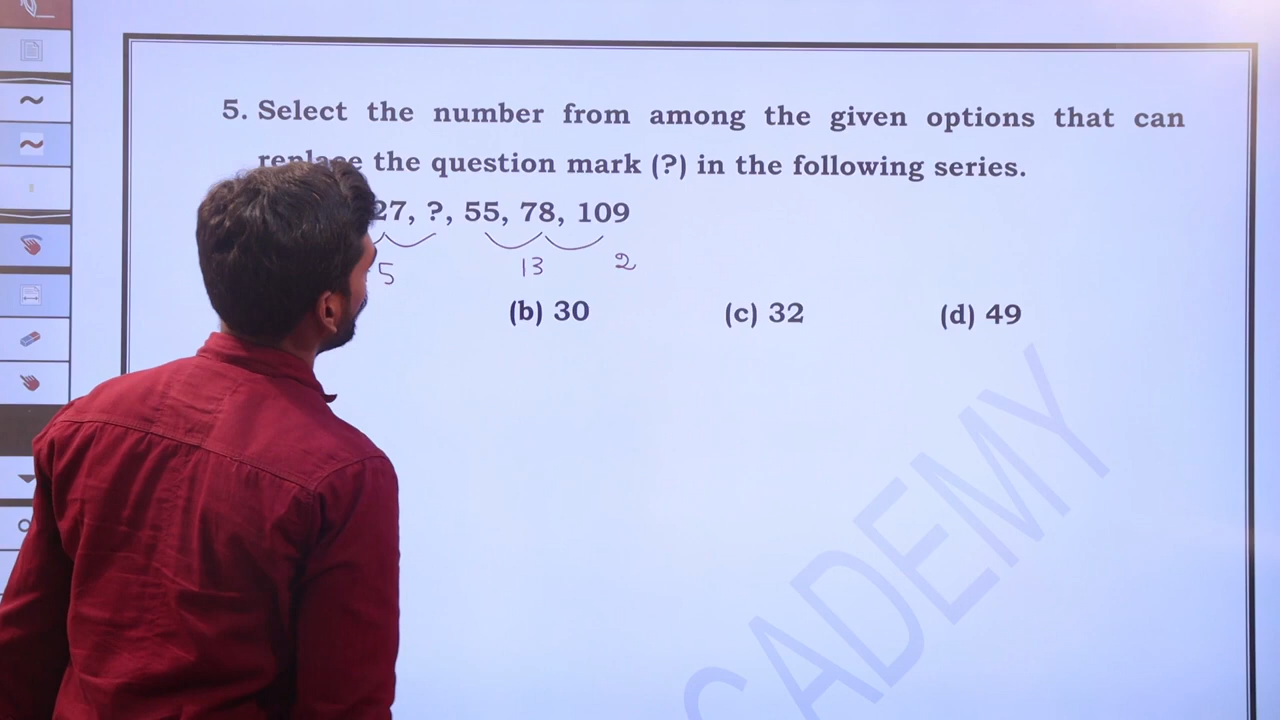 5. Select the number from among the given options that can
replace the question mark (?) in the following series.
27, ?, 55, 78, 109
5 13 2
(b) 30 (c) 32 (d) 49
CADEMY